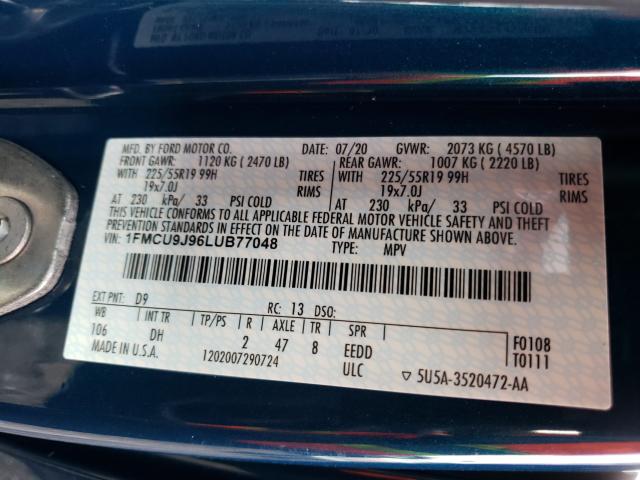 MFD. BY FORD MOTOR CO. DATE: 07/20 GVWR: 2073 KG ( 4570 LB)
FRONT GAWR: 1120 KG ( 2470 LB) REAR GAWR: 1007 KG ( 2220 LB)
WITH 225/55R19 99H TIRES WITH 225/55R19 99H TIRES
19x7.0J RIMS 19x7.0J RIMS
AT 230 kPa/ 33 PSI COLD AT 230 kPa/ 33 PSI COLD
THIS VEHICLE CONFORMS TO ALL APPLICABLE FEDERAL MOTOR VEHICLE SAFETY AND THEFT
PREVENTION STANDARDS IN EFFECT ON THE DATE OF MANUFACTURE SHOWN ABOVE.
VIN: 1FMCU9J96LUB77048 TYPE: MPV
EXT PNT: D9 RC: 13 DSO:
WB INT TR TP/PS R AXLE TR SPR
106 DH 2 47 8 EEDD
F0108
T0111
MADE IN U.S.A. 1202007290724 ULC ▽ 5U5A-3520472-AA